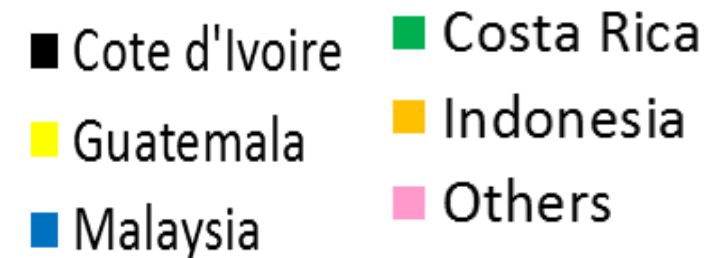 Cote d'Ivoire
Guatemala
Malaysia
Costa Rica
Indonesia
Others